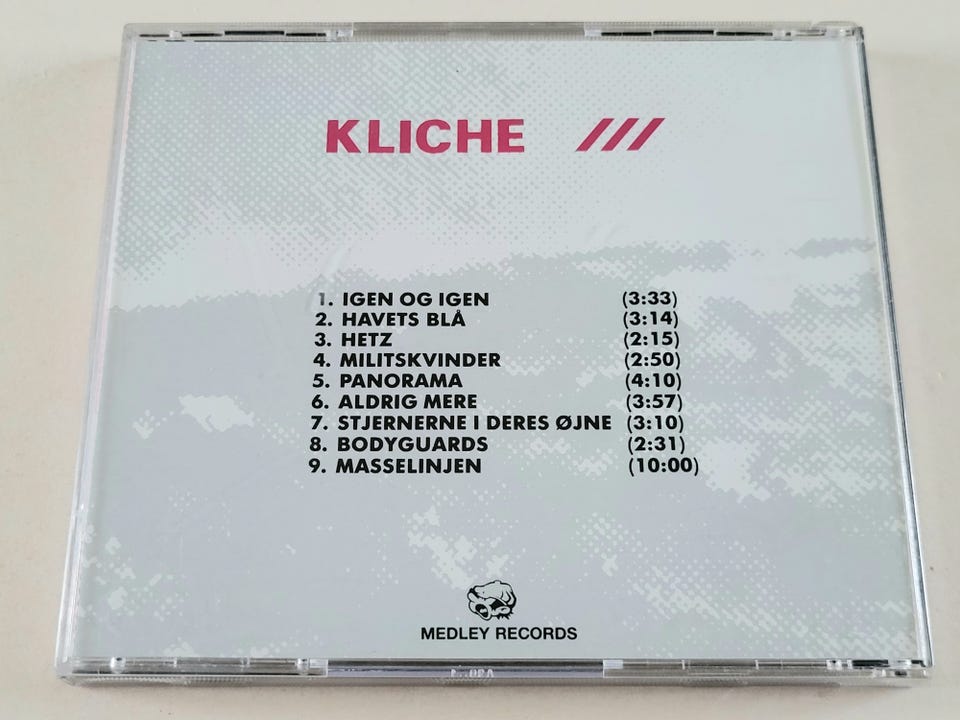 KLICHE ///
1. IGEN OG IGEN (3:33)
2. HAVETS BLÅ (3:14)
3. HETZ (2:15)
4. MILITSKVINDER (2:50)
5. PANORAMA (4:10)
6. ALDRIG MERE (3:57)
7. STJERNERNE I DERES ØJNE (3:10)
8. BODYGUARDS (2:31)
9. MASSELINJEN (10:00)
MEDLEY RECORDS